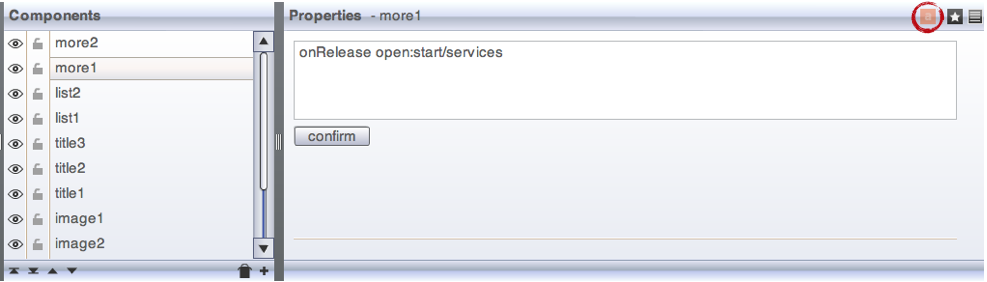 Components
more2
more1
list2
list1
title3
title2
title1
image1
image2
Properties - more1
onRelease open:start/services
confirm